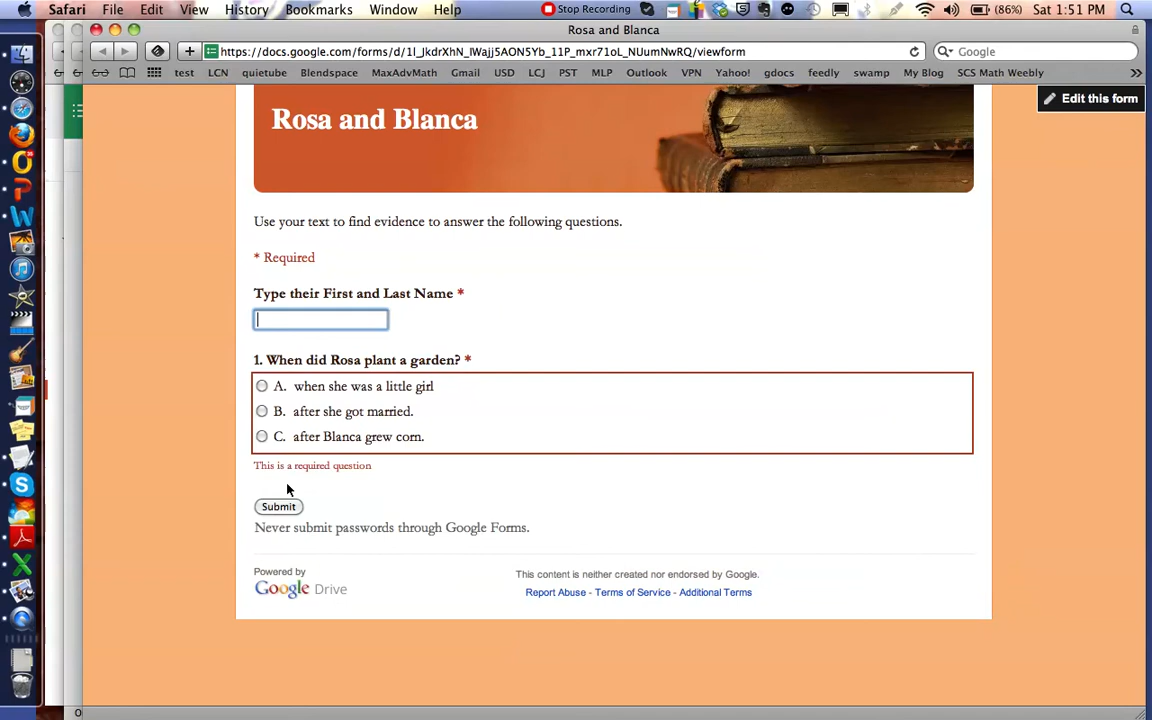 Safari File Edit View History Bookmarks Window Help Stop Recording (86%) Sat 1:51 PM
Rosa and Blanca
https://docs.google.com/forms/d/1l_JkdrXhN_lWajj5AON5Yb_11P_mxr71oL_NUumNwRQ/viewform Google
test LCN quietube Blendspace MaxAdvMath Gmail USD LCJ PST MLP Outlook VPN Yahoo! gdocs feedly swamp My Blog SCS Math Weebly
Edit this form
Rosa and Blanca
Use your text to find evidence to answer the following questions.
* Required
Type their First and Last Name *
1. When did Rosa plant a garden? *
A. when she was a little girl
B. after she got married.
C. after Blanca grew corn.
This is a required question
Submit
Never submit passwords through Google Forms.
Powered by
Google Drive
This content is neither created nor endorsed by Google.
Report Abuse - Terms of Service - Additional Terms